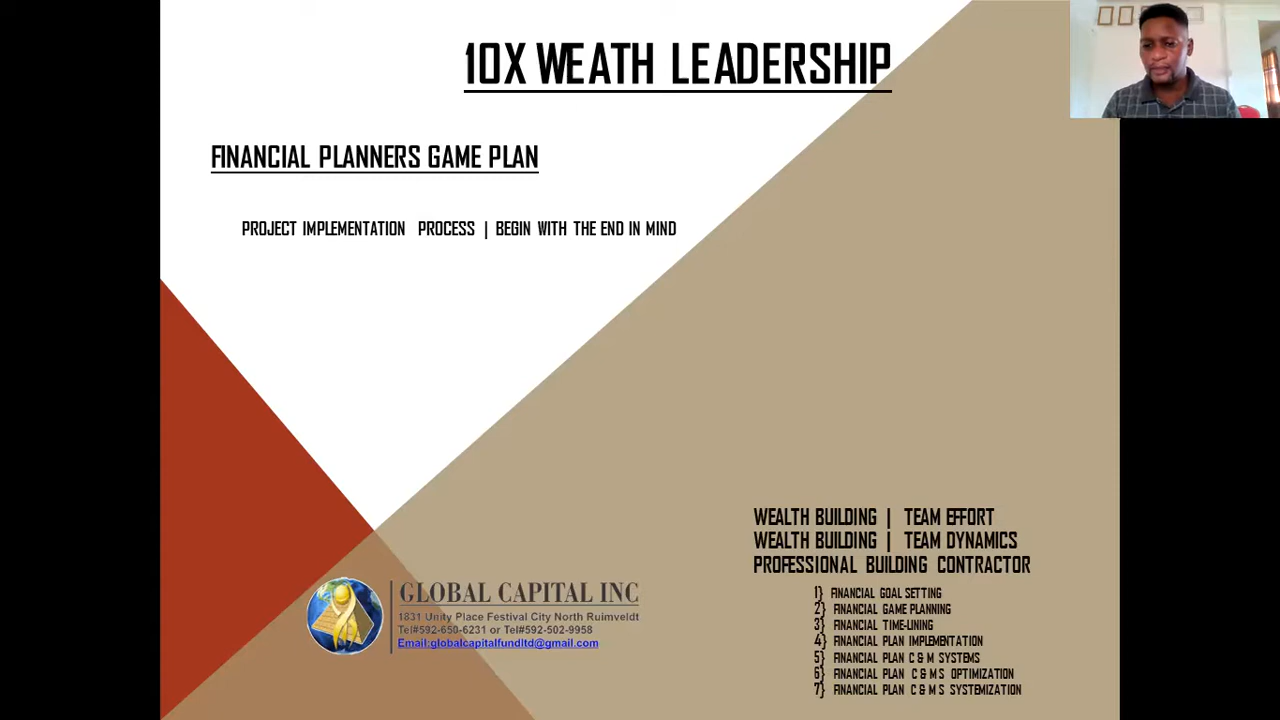 10X WEATH LEADERSHIP
FINANCIAL PLANNERS GAME PLAN
PROJECT IMPLEMENTATION PROCESS | BEGIN WITH THE END IN MIND
WEALTH BUILDING | TEAM EFFORT
WEALTH BUILDING | TEAM DYNAMICS
PROFESSIONAL BUILDING CONTRACTOR
1} FINANCIAL GOAL SETTING
2} FINANCIAL GAME PLANNING
3} FINANCIAL TIME-LINING
4} FINANCIAL PLAN IMPLEMENTATION
5} FINANCIAL PLAN C & M SYSTEMS
6} FINANCIAL PLAN C & M S OPTIMIZATION
7} FINANCIAL PLAN C & M S SYSTEMIZATION
GLOBAL CAPITAL INC
1831 Unity Place Festival City North Ruimveldt
Tel#592-650-6231 or Tel#592-502-9958
Email:globalcapitalfundltd@gmail.com